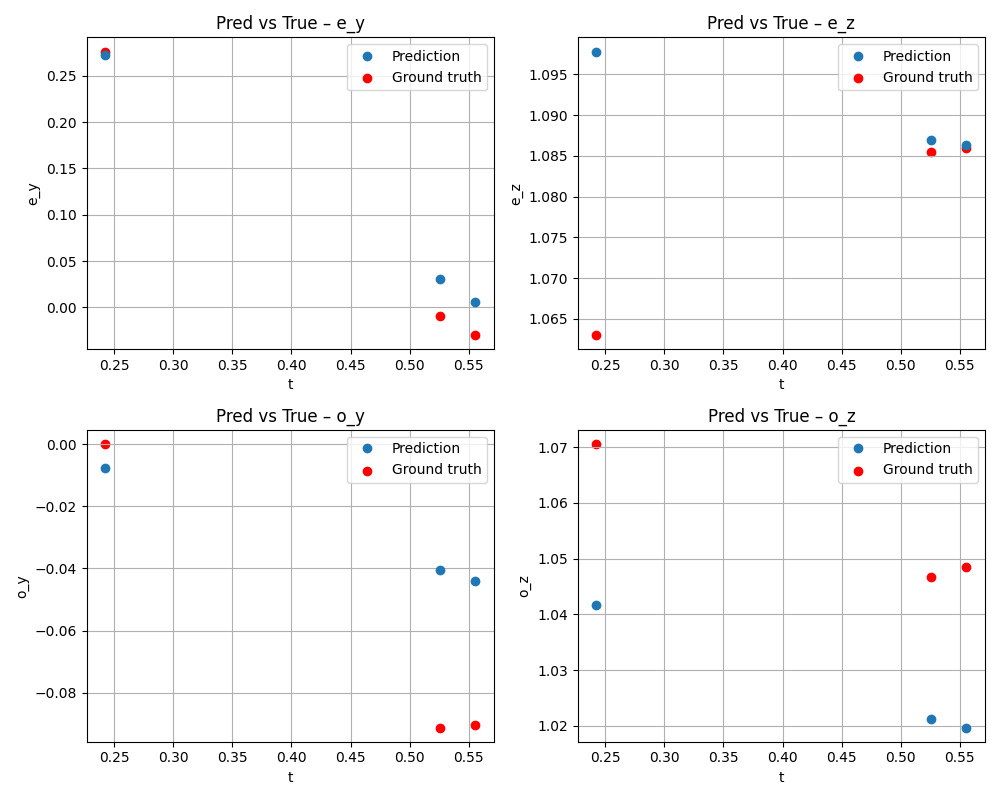 Pred vs True – e_y
Prediction
Ground truth
0.25
0.20
0.15
0.10
0.05
0.00
e_y
0.25 0.30 0.35 0.40 0.45 0.50 0.55
t
Pred vs True – e_z
Prediction
Ground truth
1.095
1.090
1.085
1.080
1.075
1.070
1.065
e_z
0.25 0.30 0.35 0.40 0.45 0.50 0.55
t
Pred vs True – o_y
Prediction
Ground truth
0.00
−0.02
−0.04
−0.06
−0.08
o_y
0.25 0.30 0.35 0.40 0.45 0.50 0.55
t
Pred vs True – o_z
Prediction
Ground truth
1.07
1.06
1.05
1.04
1.03
1.02
o_z
0.25 0.30 0.35 0.40 0.45 0.50 0.55
t